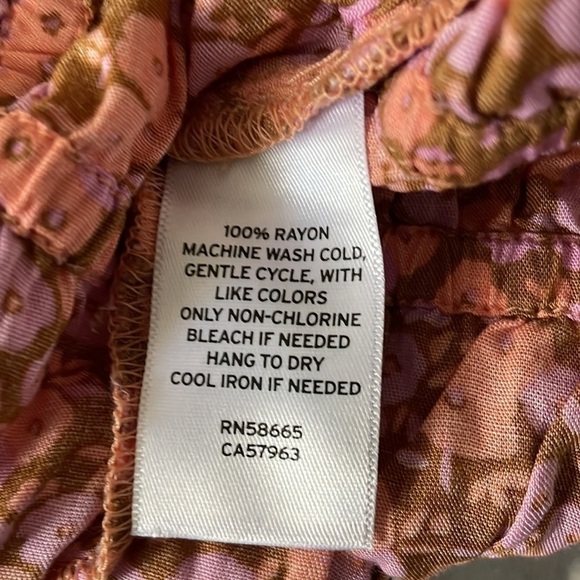 100% RAYON
MACHINE WASH COLD,
GENTLE CYCLE, WITH
LIKE COLORS
ONLY NON-CHLORINE
BLEACH IF NEEDED
HANG TO DRY
COOL IRON IF NEEDED
RN58665
CA57963